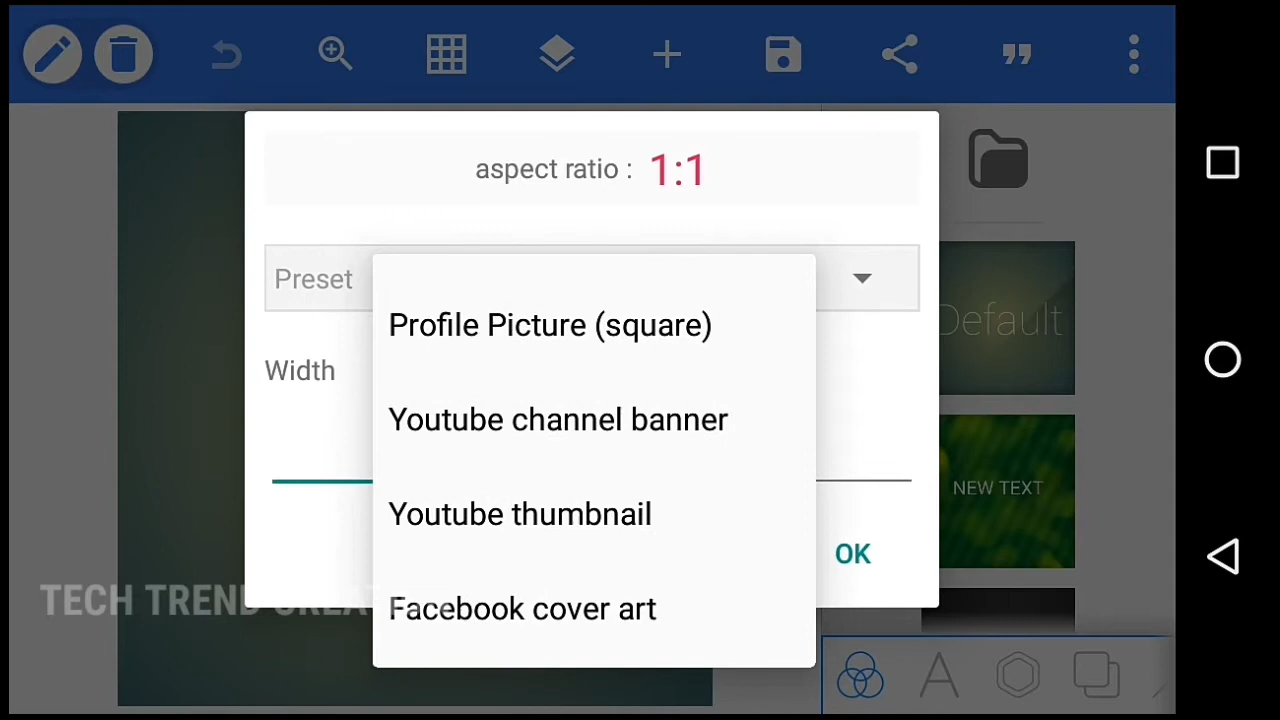 aspect ratio : 1:1
Preset
Profile Picture (square)
Width
Youtube channel banner
Youtube thumbnail
Facebook cover art
OK
Default
NEW TEXT
TECH TREND CREAT